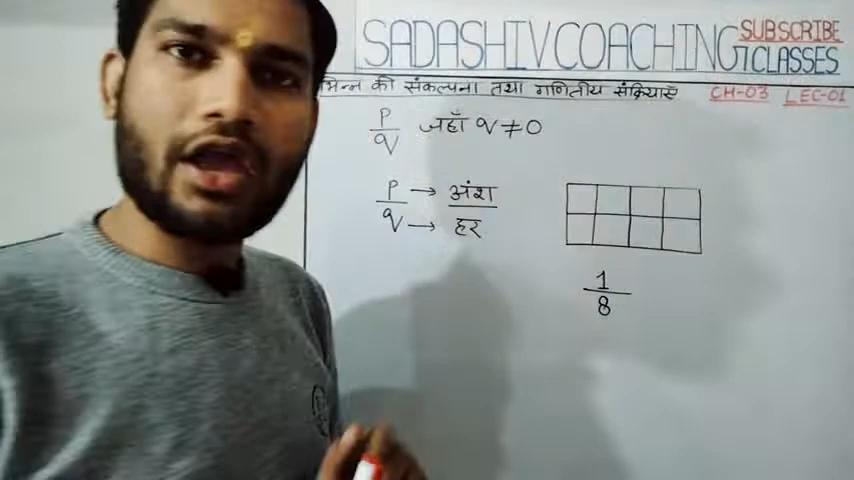 SADASHIV COACHING CLASSES
SUBSCRIBE
भिन्न की संकल्पना तथा गणितीय संक्रियाएँ CH-03 LEC-01
P/q जहाँ q ≠ 0
P → अंश
q → हर
1
8